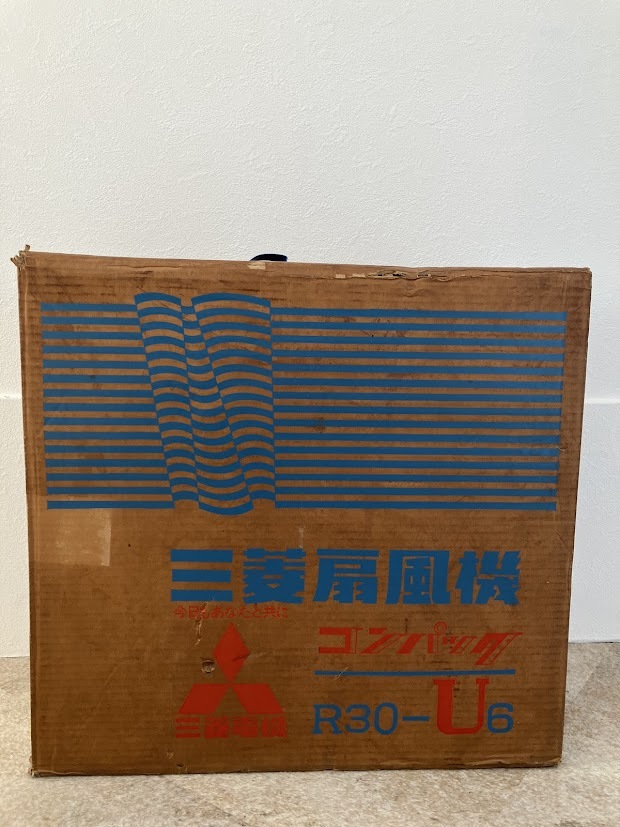 三菱扇風機
今日もあなたと共に
コンパック
三菱電機
R30-U6